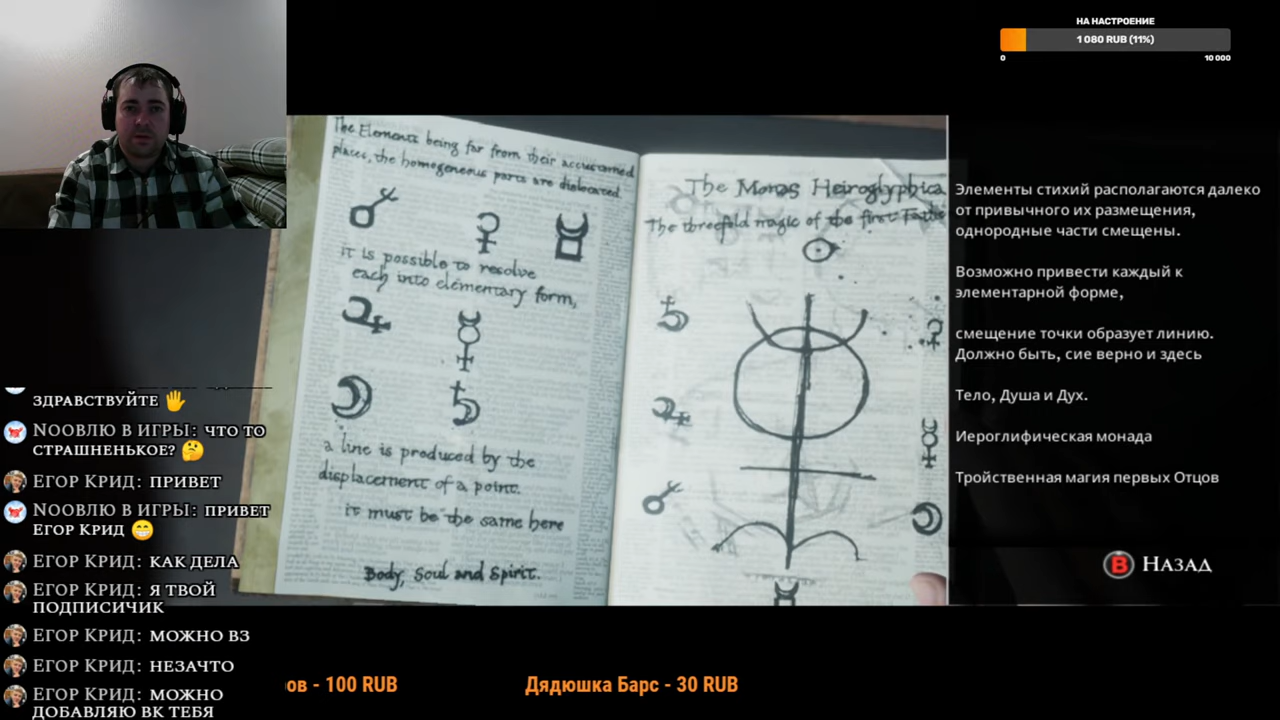 НА НАСТРОЕНИЕ
1 080 RUB (11%)
0
10 000
The Elements being far from their accustomed
places, the homogeneous parts are dislocated.
it is possible to resolve
each into elementary form,
a line is produced by the
displacement of a point.
it must be the same here
Body, Soul and Spirit.
The Monas Heiroglyphica
The threefold magic of the first
Элементы стихий располагаются далеко
от привычного их размещения,
однородные части смещены.
Возможно привести каждый к
элементарной форме,
смещение точки образует линию.
Должно быть, сие верно и здесь
Тело, Душа и Дух.
Иероглифическая монада
Тройственная магия первых Отцов
B Назад
ЗДРАВСТВУЙТЕ
NOОВЛЮ В ИГРЫ: ЧТО ТО
СТРАШНЕНЬКОЕ?
ЕГОР КРИД: ПРИВЕТ
NOОВЛЮ В ИГРЫ: ПРИВЕТ
ЕГОР КРИД
ЕГОР КРИД: КАК ДЕЛА
ЕГОР КРИД: Я ТВОЙ
ПОДПИСИЧИК
ЕГОР КРИД: МОЖНО ВЗ
ЕГОР КРИД: НЕЗАЧТО
ЕГОР КРИД: МОЖНО
ДОБАВЛЯЮ ВК ТЕБЯ
ов - 100 RUB
Дядюшка Барс - 30 RUB